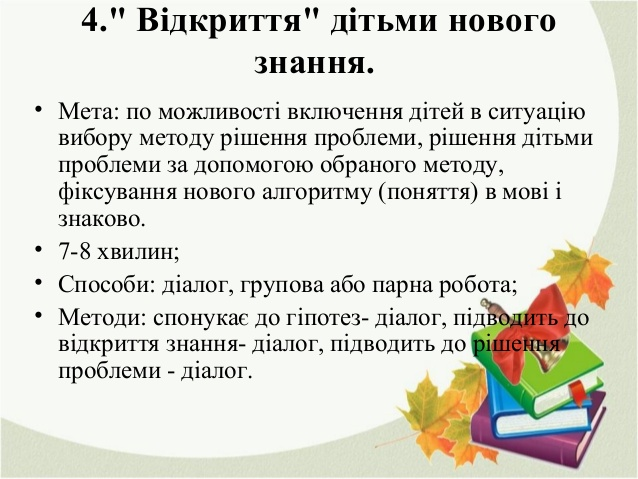 4." Відкриття" дітьми нового
знання.
• Мета: по можливості включення дітей в ситуацію
вибору методу рішення проблеми, рішення дітьми
проблеми за допомогою обраного методу,
фіксування нового алгоритму (поняття) в мові і
знаково.
• 7-8 хвилин;
• Способи: діалог, групова або парна робота;
• Методи: спонукає до гіпотез- діалог, підводить до
відкриття знання- діалог, підводить до рішення
проблеми - діалог.